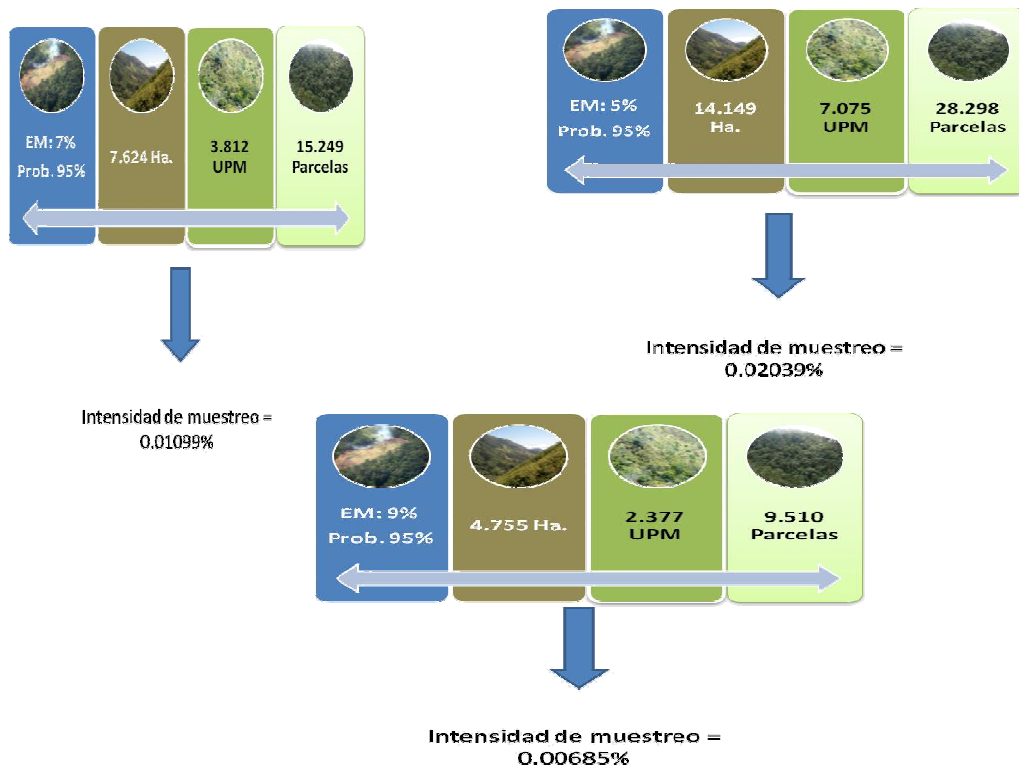 EM: 7%
Prob. 95%
7.624 Ha.
3.812
UPM
15.249
Parcelas
Intensidad de muestreo =
0.01099%
EM: 5%
Prob. 95%
14.149
Ha.
7.075
UPM
28.298
Parcelas
Intensidad de muestreo =
0.02039%
EM: 9%
Prob. 95%
4.755 Ha.
2.377
UPM
9.510
Parcelas
Intensidad de muestreo =
0.00685%